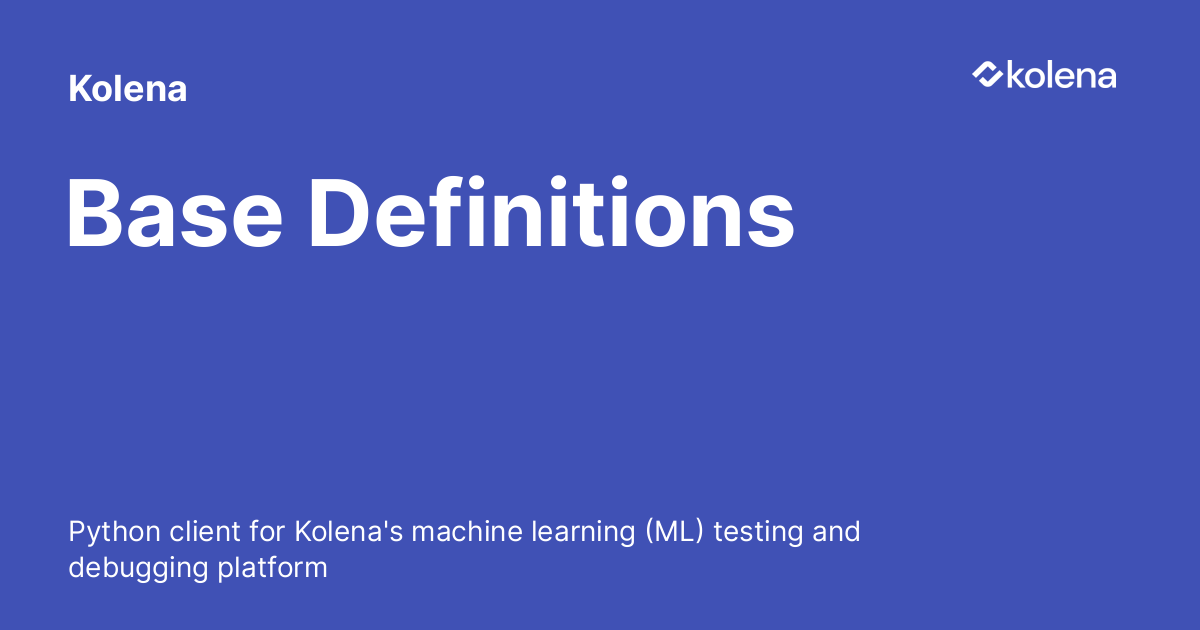 Kolena
kolena
Base Definitions
Python client for Kolena's machine learning (ML) testing and
debugging platform